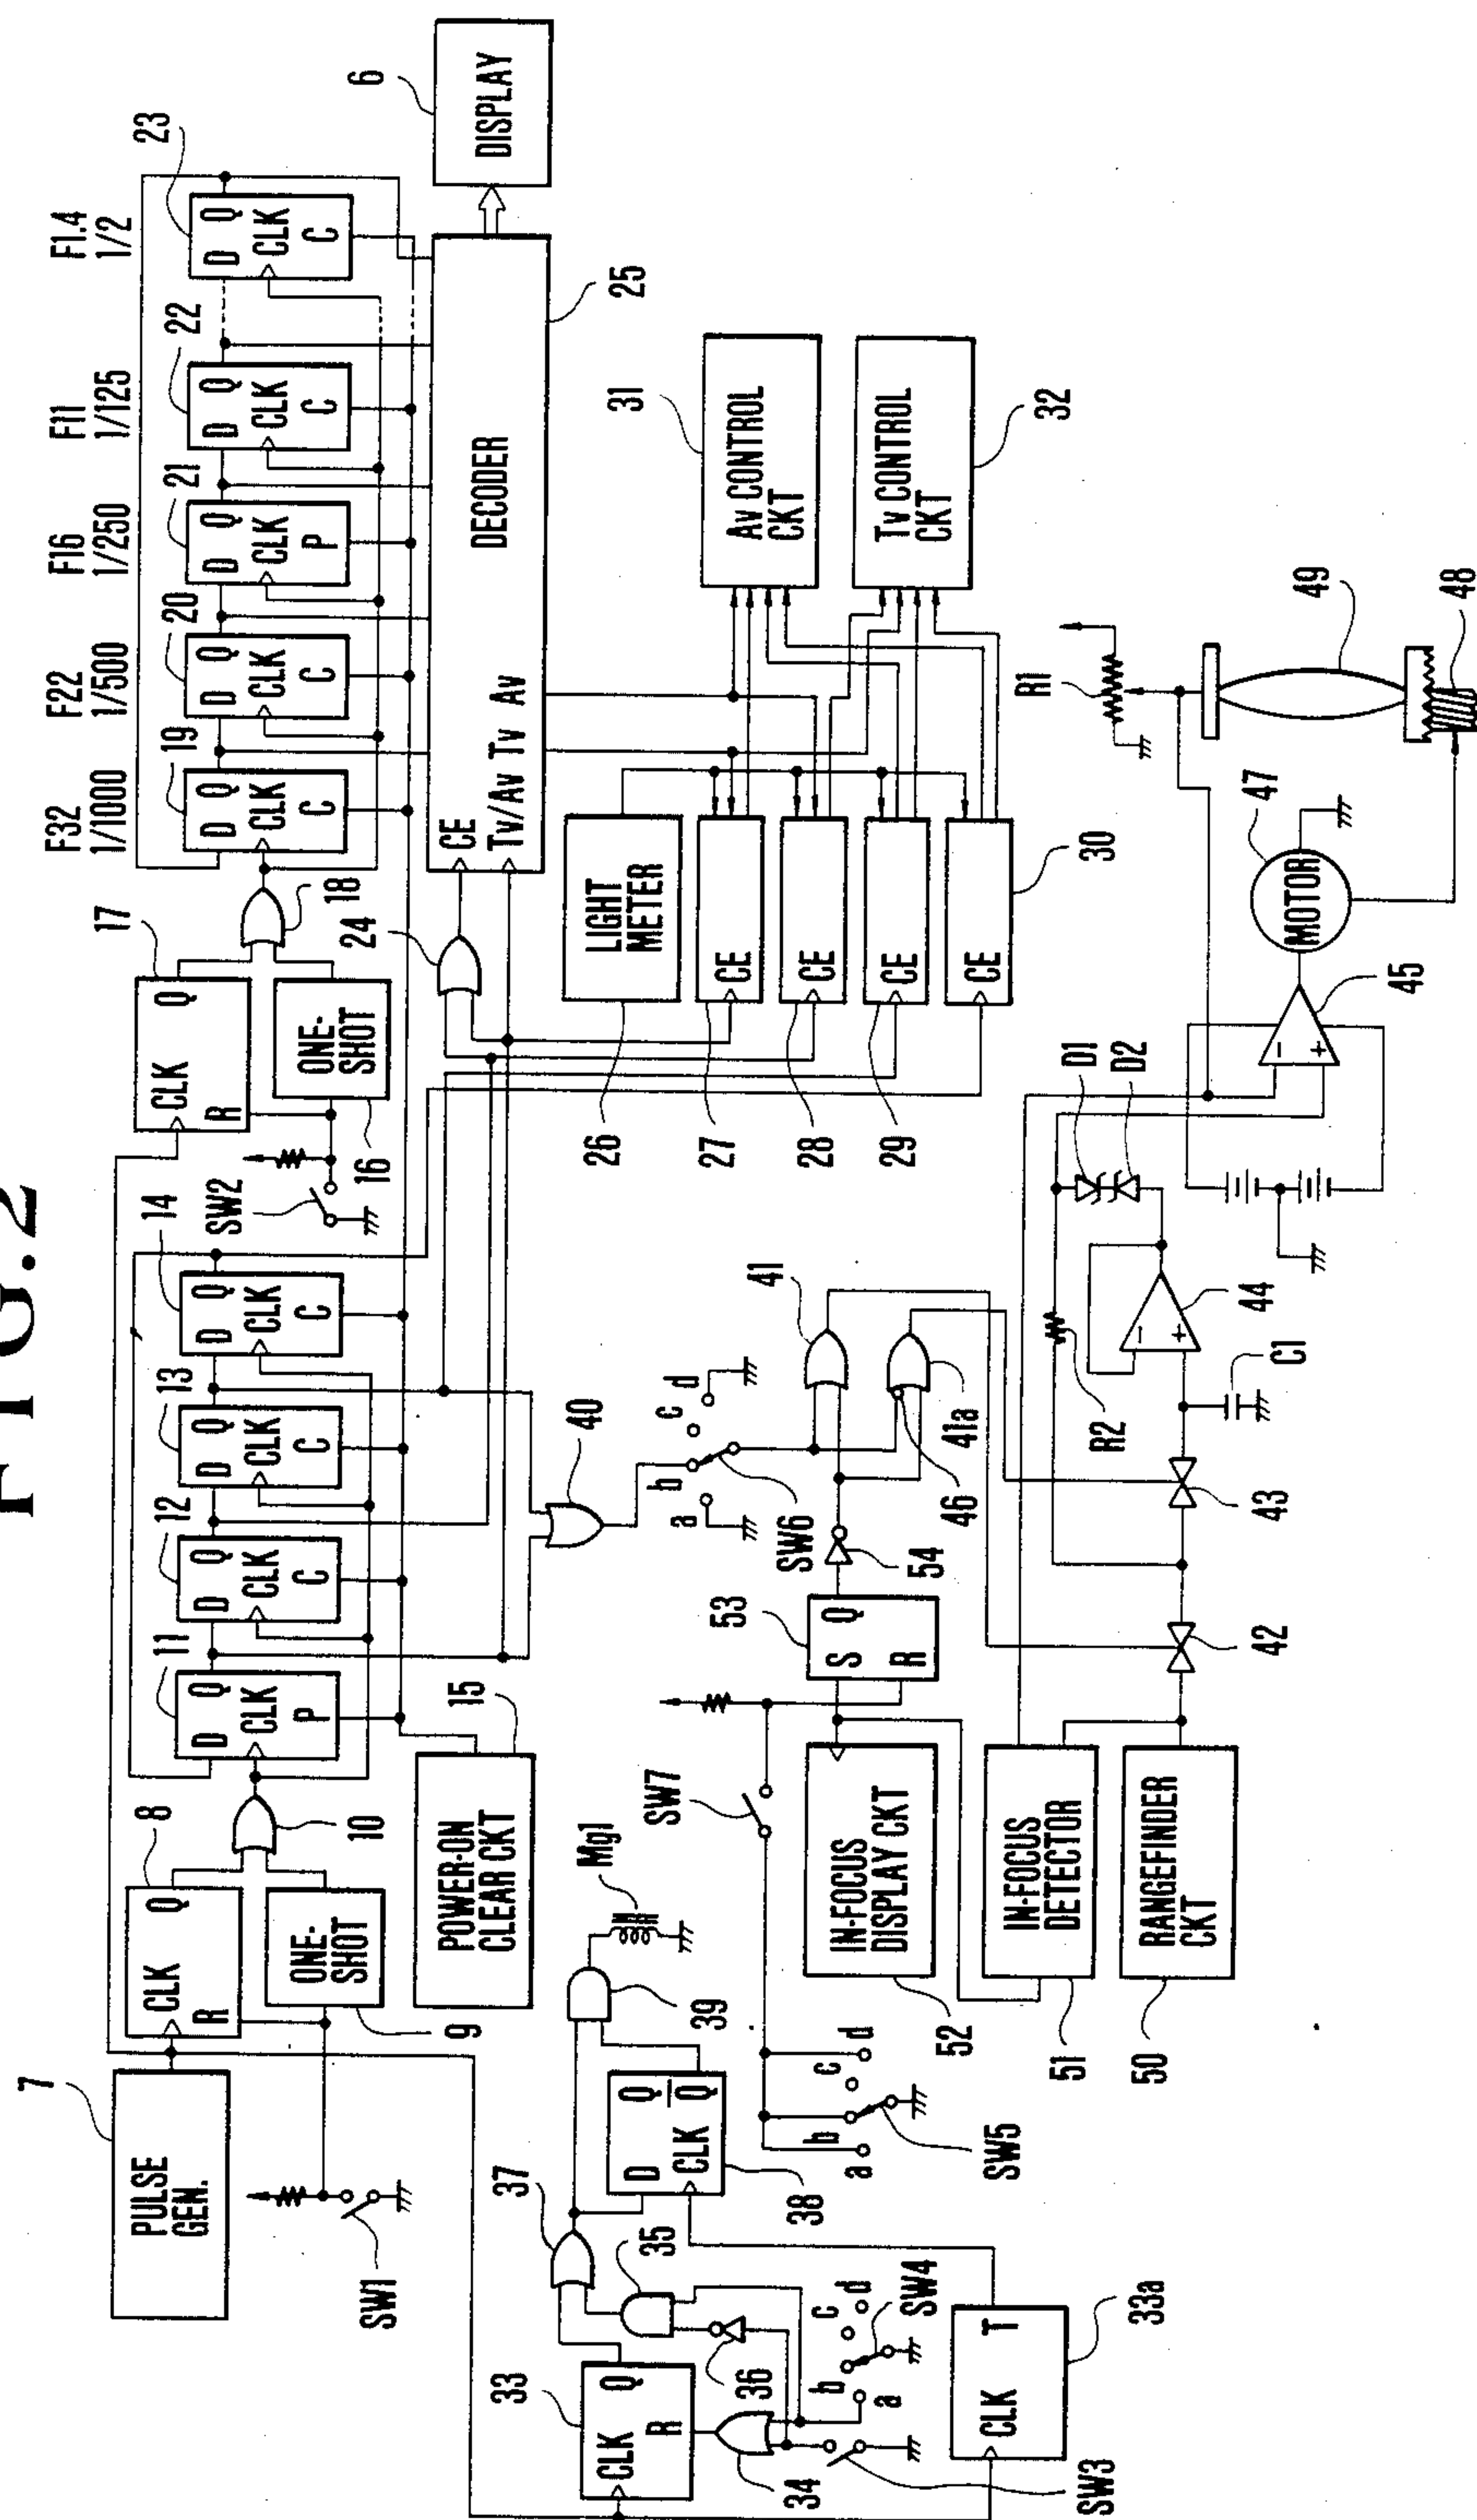 FIG.2
PULSE
GEN.
7
SW1
CLK Q
R
8
ONE-
SHOT
9
10
D Q
CLK
P
11
D Q
CLK
C
12
D Q
CLK
C
13
D Q
CLK
C
14
POWER-ON
CLEAR CKT
15
SW2
16
ONE-
SHOT
CLK Q
R
17
18
F32
1/1000
19
D Q
CLK
C
F22
1/500
20
D Q
CLK
C
F16
1/250
21
D Q
CLK
P
F11
1/125
22
D Q
CLK
C
F1.4
1/2
23
D Q
CLK
C
24
CE
Tv/Av Tv Av
DECODER
25
DISPLAY
6
LIGHT
METER
26
CE
27
CE
28
CE
29
CE
30
Av CONTROL
CKT
31
Tv CONTROL
CKT
32
CLK Q
R
33
34
35
36
37
SW3
SW4
a b c d
CLK T
33a
D Q
CLK Q
38
39
Mg1
SW5
a b c d
SW7
40
a b c d
SW6
41
41a
46
IN-FOCUS
DISPLAY CKT
52
S Q
R
53
54
IN-FOCUS
DETECTOR
51
RANGEFINDER
CKT
50
42
43
R2
C1
44
- +
D1
D2
45
- +
MOTOR
47
R1
49
48